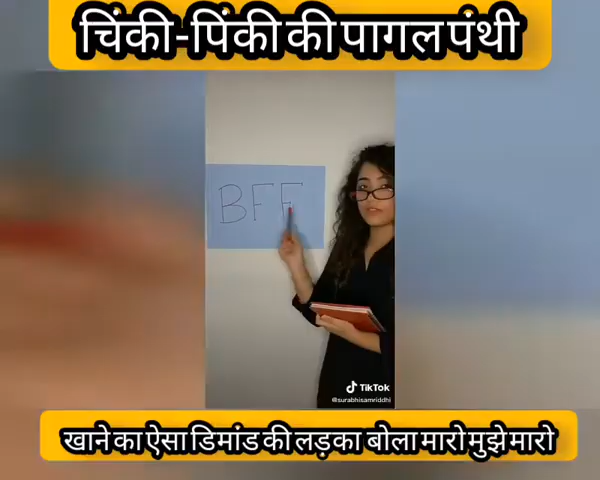 चिंकी-पिंकी की पागल पंथी
BFF
TikTok
@surabhisamriddhi
खाने का ऐसा डिमांड की लड़का बोला मारो मुझे मारो